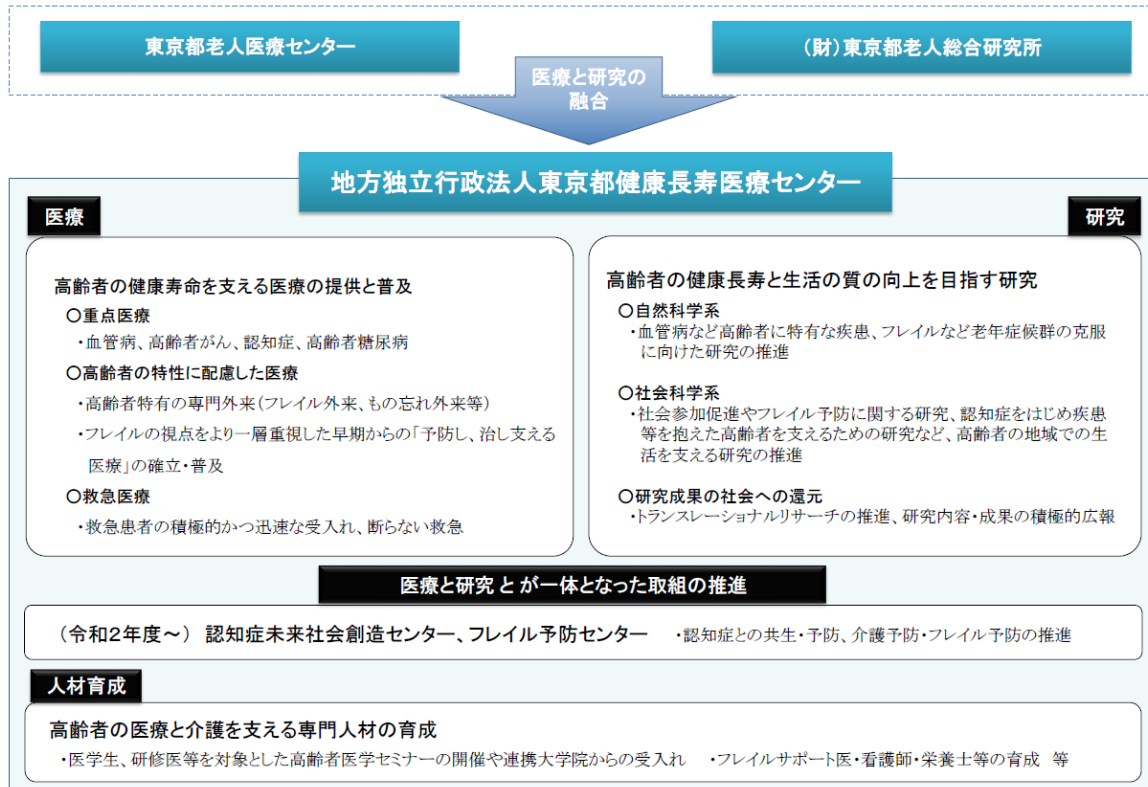 東京都老人医療センター
(財)東京都老人総合研究所
医療と研究の
融合
地方独立行政法人東京都健康長寿医療センター
医療
高齢者の健康寿命を支える医療の提供と普及
○重点医療
・血管病、高齢者がん、認知症、高齢者糖尿病
○高齢者の特性に配慮した医療
・高齢者特有の専門外来(フレイル外来、もの忘れ外来等)
・フレイルの視点をより一層重視した早期からの「予防し、治し支える
医療」の確立・普及
○救急医療
・救急患者の積極的かつ迅速な受入れ、断らない救急
研究
高齢者の健康長寿と生活の質の向上を目指す研究
○自然科学系
・血管病など高齢者に特有な疾患、フレイルなど老年症候群の克服
に向けた研究の推進
○社会科学系
・社会参加促進やフレイル予防に関する研究、認知症をはじめ疾患
等を抱えた高齢者を支えるための研究など、高齢者の地域での生
活を支える研究の推進
○研究成果の社会への還元
・トランスレーショナルリサーチの推進、研究内容・成果の積極的広報
医療と研究 と が一体となった取組の推進
(令和2年度～) 認知症未来社会創造センター、フレイル予防センター ・認知症との共生・予防、介護予防・フレイル予防の推進
人材育成
高齢者の医療と介護を支える専門人材の育成
・医学生、研修医等を対象とした高齢者医学セミナーの開催や連携大学院からの受入れ ・フレイルサポート医・看護師・栄養士等の育成 等